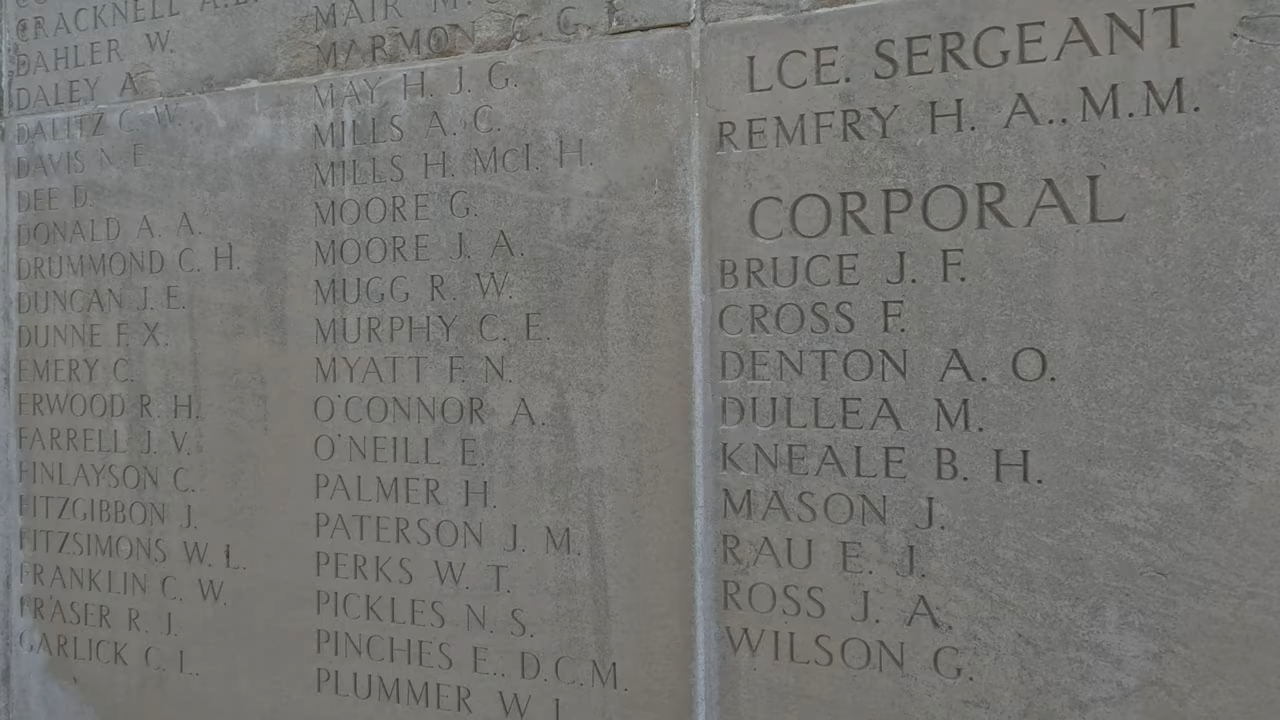 CRACKNELL A.
DAHLER W.
DALEY A
DALITZ C. W.
DAVIS N. E.
DEE D.
DONALD A. A.
DRUMMOND C. H.
DUNCAN J. E.
DUNNE F. X.
EMERY C.
ERWOOD R. H.
FARRELL J. V.
FINLAYSON C.
FITZGIBBON J.
FITZSIMONS W. L.
FRANKLIN C. W.
FRASER R. J.
GARLICK C. L.
MAIR M.
MARMON C. G.
MAY H. J. G.
MILLS A. C.
MILLS H. McI. H.
MOORE G.
MOORE J. A.
MUGG R. W.
MURPHY C. E.
MYATT F. N.
O'CONNOR A.
O'NEILL E.
PALMER H.
PATERSON J. M.
PERKS W. T.
PICKLES N. S.
PINCHES E., D.C.M.
PLUMMER W.
LCE. SERGEANT
REMFRY H. A., M.M.
CORPORAL
BRUCE J. F.
CROSS F.
DENTON A. O.
DULLEA M.
KNEALE B. H.
MASON J.
RAU E. J.
ROSS J. A.
WILSON G.